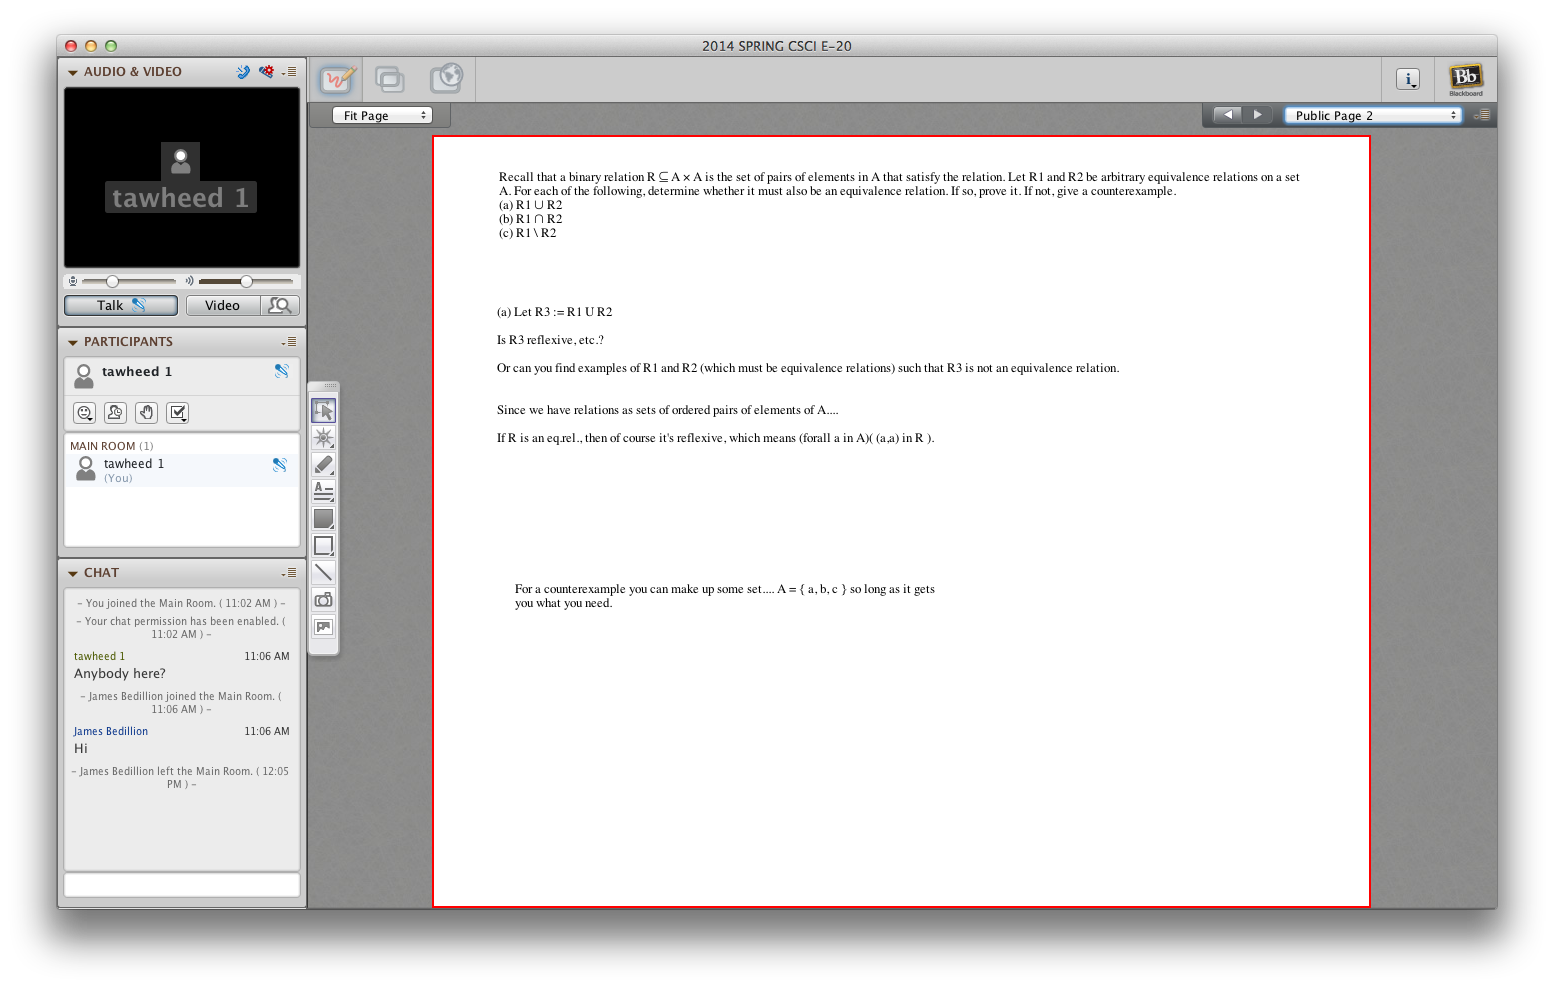 2014 SPRING CSCI E-20
AUDIO & VIDEO
tawheed 1
Talk
Video
PARTICIPANTS
tawheed 1
MAIN ROOM (1)
tawheed 1
(You)
CHAT
– You joined the Main Room. ( 11:02 AM ) –
– Your chat permission has been enabled. (
11:02 AM ) –
tawheed 1 11:06 AM
Anybody here?
– James Bedillion joined the Main Room. (
11:06 AM ) –
James Bedillion 11:06 AM
Hi
– James Bedillion left the Main Room. ( 12:05
PM ) –
i
Bb
Blackboard
Fit Page
Public Page 2
Recall that a binary relation R ⊆ A × A is the set of pairs of elements in A that satisfy the relation. Let R1 and R2 be arbitrary equivalence relations on a set
A. For each of the following, determine whether it must also be an equivalence relation. If so, prove it. If not, give a counterexample.
(a) R1 ∪ R2
(b) R1 ∩ R2
(c) R1 \ R2
(a) Let R3 := R1 U R2
Is R3 reflexive, etc.?
Or can you find examples of R1 and R2 (which must be equivalence relations) such that R3 is not an equivalence relation.
Since we have relations as sets of ordered pairs of elements of A....
If R is an eq.rel., then of course it's reflexive, which means (forall a in A)( (a,a) in R ).
For a counterexample you can make up some set.... A = { a, b, c } so long as it gets
you what you need.
A